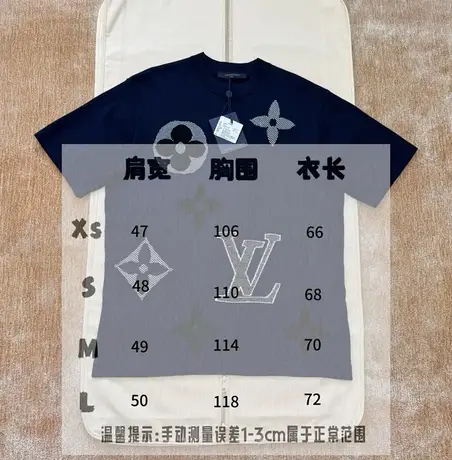 肩宽 胸围 衣长
Xs 47 106 66
S 48 110 68
M 49 114 70
L 50 118 72
LV
温馨提示:手动测量误差1-3cm属于正常范围